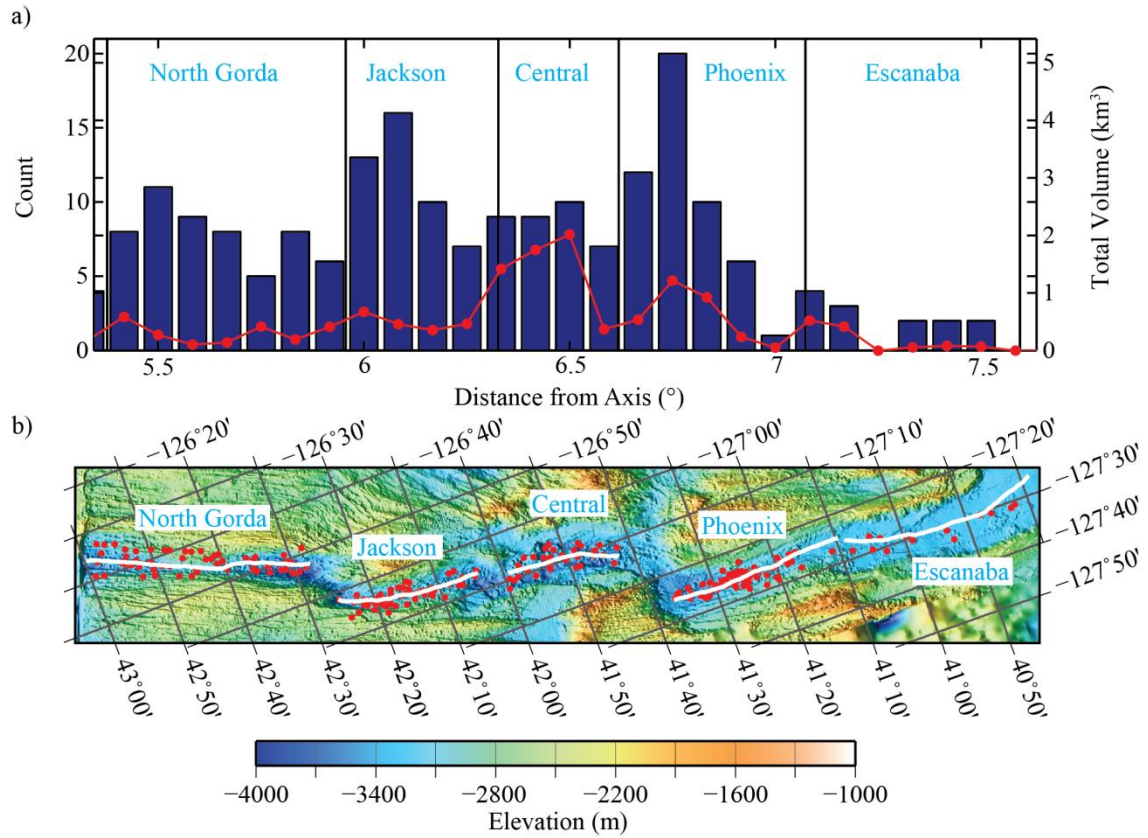 a)
North Gorda Jackson Central Phoenix Escanaba
20
15
10
5
0
Count
5
4
3
2
1
0
Total Volume (km³)
5.5 6 6.5 7 7.5
Distance from Axis (°)
b)
−126°20' −126°30' −126°40' −126°50' −127°00' −127°10' −127°20'
−127°30'
−127°40'
−127°50'
North Gorda
Jackson
Central
Phoenix
Escanaba
43°00' 42°50' 42°40' 42°30' 42°20' 42°10' 42°00' 41°50' 41°40' 41°30' 41°20' 41°10' 41°00' 40°50'
−4000 −3400 −2800 −2200 −1600 −1000
Elevation (m)